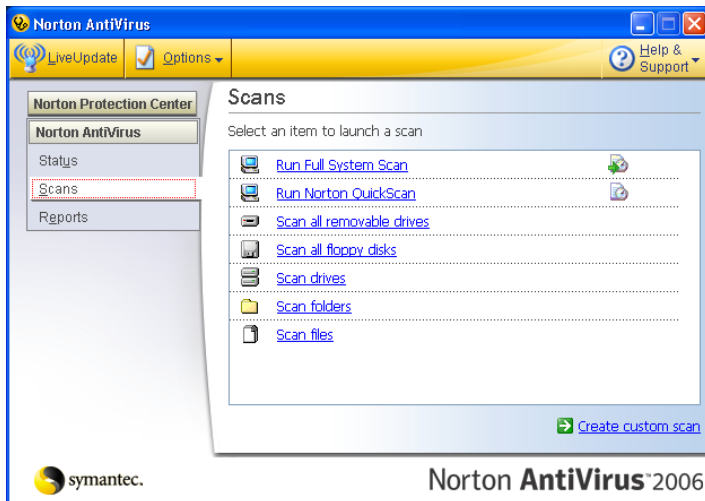 Norton AntiVirus
LiveUpdate
Options
Help &
Support
Norton Protection Center
Norton AntiVirus
Status
Scans
Reports
Scans
Select an item to launch a scan
Run Full System Scan
Run Norton QuickScan
Scan all removable drives
Scan all floppy disks
Scan drives
Scan folders
Scan files
Create custom scan
symantec.
Norton AntiVirus™2006